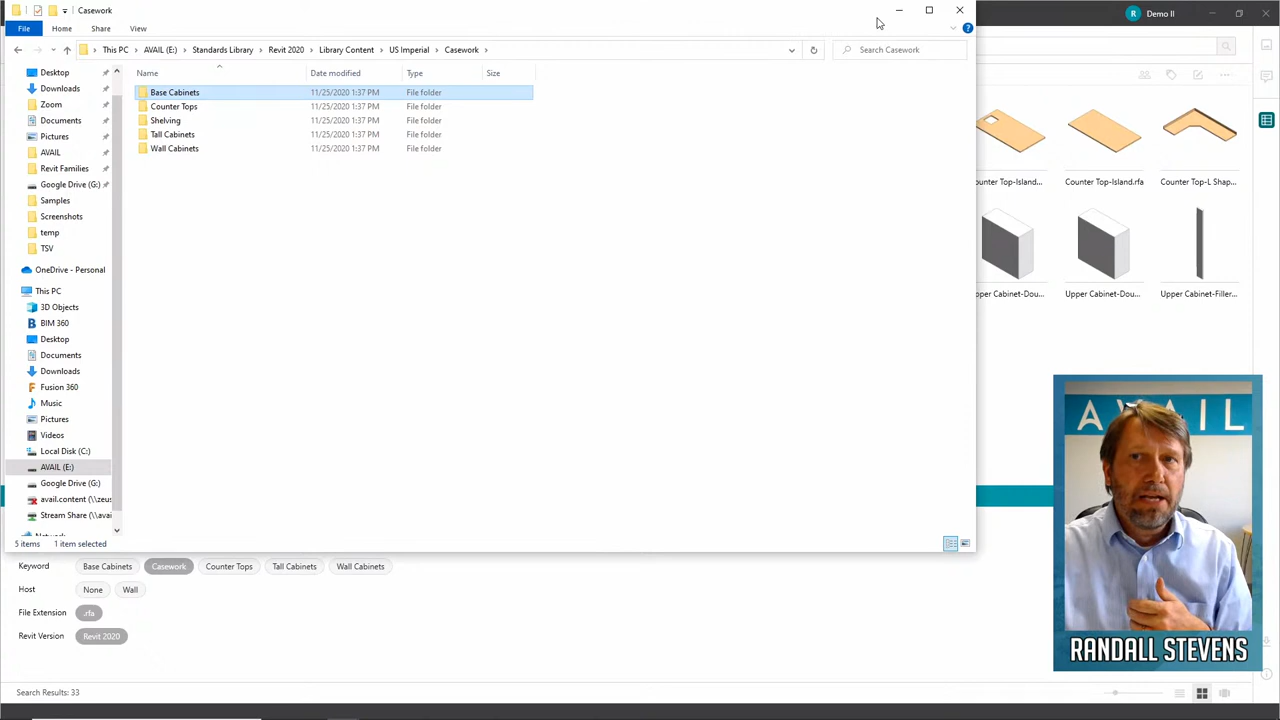 Casework
Demo II
File Home Share View
This PC > AVAIL (E:) > Standards Library > Revit 2020 > Library Content > US Imperial > Casework >
Search Casework
Name Date modified Type Size
Base Cabinets 11/25/2020 1:37 PM File folder
Counter Tops 11/25/2020 1:37 PM File folder
Shelving 11/25/2020 1:37 PM File folder
Tall Cabinets 11/25/2020 1:37 PM File folder
Wall Cabinets 11/25/2020 1:37 PM File folder
Desktop
Downloads
Zoom
Documents
Pictures
AVAIL
Revit Families
Google Drive (G:)
Samples
Screenshots
temp
TSV
OneDrive - Personal
This PC
3D Objects
BIM 360
Desktop
Documents
Downloads
Fusion 360
Music
Pictures
Videos
Local Disk (C:)
AVAIL (E:)
Google Drive (G:)
avail.content (\\zeus
Stream Share (\\avai
5 items 1 item selected
ounter Top-Island... Counter Top-Island.rfa Counter Top-L Shap...
pper Cabinet-Dou... Upper Cabinet-Dou... Upper Cabinet-Filler...
Keyword Base Cabinets Casework Counter Tops Tall Cabinets Wall Cabinets
Host None Wall
File Extension .rfa
Revit Version Revit 2020
Search Results: 33
AVAIL
RANDALL STEVENS